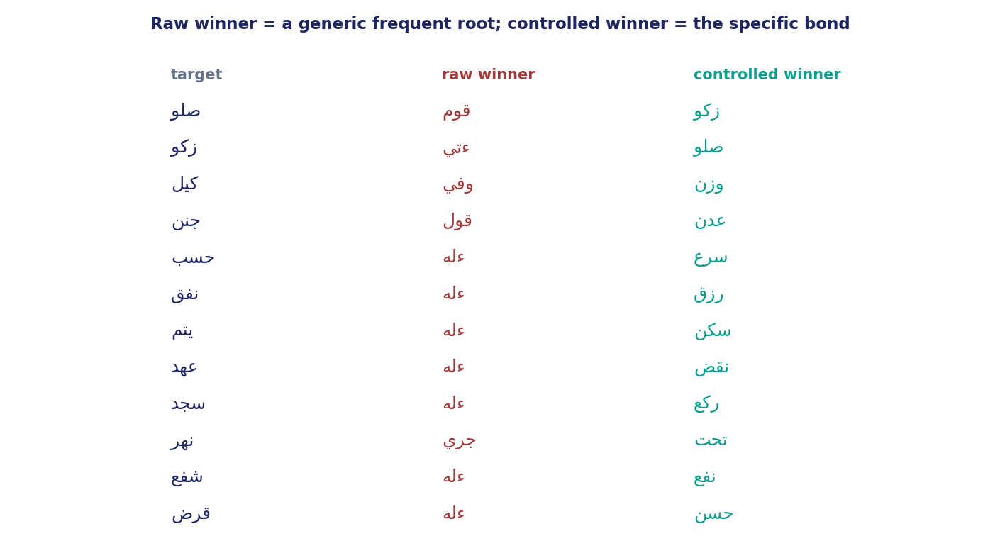 Raw winner = a generic frequent root; controlled winner = the specific bond
target raw winner controlled winner
صلو قوم زكو
زكو ءتي صلو
كيل وفي وزن
جنن قول عدن
حسب ءله سرع
نفق ءله رزق
يتم ءله سكن
عهد ءله نقض
سجد ءله ركع
نهر جري تحت
شفع ءله نفع
قرض ءله حسن